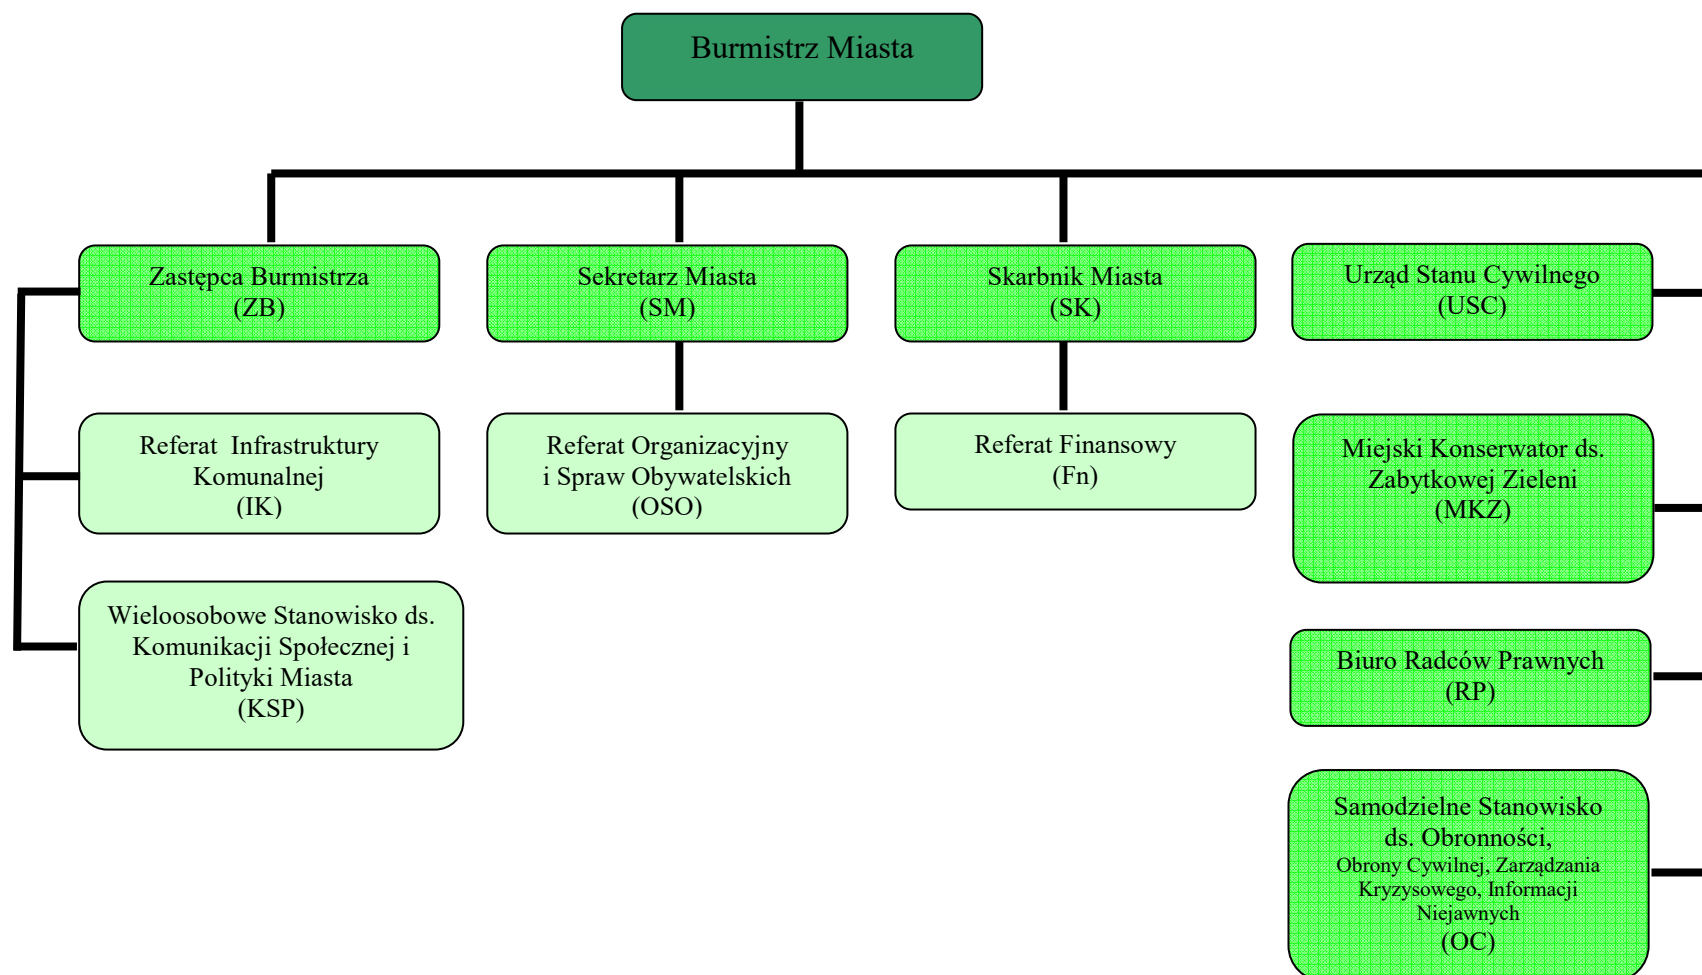 Burmistrz Miasta
Zastępca Burmistrza
(ZB)
Sekretarz Miasta
(SM)
Skarbnik Miasta
(SK)
Urząd Stanu Cywilnego
(USC)
Referat Infrastruktury
Komunalnej
(IK)
Referat Organizacyjny
i Spraw Obywatelskich
(OSO)
Referat Finansowy
(Fn)
Miejski Konserwator ds.
Zabytkowej Zieleni
(MKZ)
Wieloosobowe Stanowisko ds.
Komunikacji Społecznej i
Polityki Miasta
(KSP)
Biuro Radców Prawnych
(RP)
Samodzielne Stanowisko
ds. Obronności,
Obrony Cywilnej, Zarządzania
Kryzysowego, Informacji
Niejawnych
(OC)